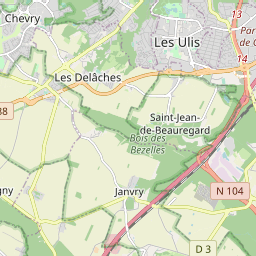 Chevry
13
Les Ulis
Par
de C
14
Les Delâches
88
Saint-Jean-
de-Beauregard
Bois des
Bezelles
gny
Janvry
N 104
D 3